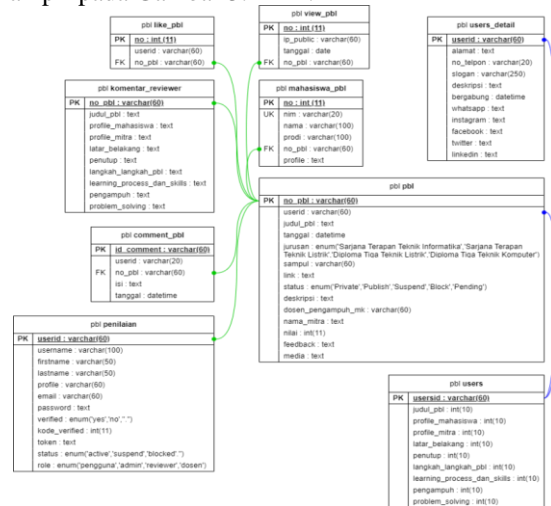 pbl like_pbl
PK no : int (11)
userid : varchar(60)
FK no_pbl : varchar(60)
pbl view_pbl
PK no : int (11)
ip_public : varchar(60)
tanggal : date
FK no_pbl : varchar(60)
pbl users_detail
PK userid : varchar(60)
alamat : text
no_telpon : varchar(20)
slogan : varchar(250)
deskripsi : text
bergabung : datetime
whatsapp : text
instagram : text
facebook : text
twitter : text
linkedin : text
pbl komentar_reviewer
PK no_pbl : varchar(60)
judul_pbl : text
profile_mahasiswa : text
profile_mitra : text
latar_belakang : text
penutup : text
langkah_langkah_pbl : text
learning_process_dan_skills : text
pengampuh : text
problem_solving : text
pbl mahasiswa_pbl
PK no : int (11)
UK nim : varchar(20)
nama : varchar(100)
prodi : varchar(100)
FK no_pbl : varchar(60)
profile : text
pbl pbl
PK no_pbl : varchar(60)
userid : varchar(60)
judul_pbl : text
tanggal : datetime
jurusan : enum('Sarjana Terapan Teknik Informatika','Sarjana Terapan
Teknik Listrik','Diploma Tiga Teknik Listrik','Diploma Tiga Teknik Komputer')
sampul : varchar(60)
link : text
status : enum('Private','Publish','Suspend','Block','Pending')
deskripsi : text
dosen_pengampuh_mk : varchar(60)
nama_mitra : text
nilai : int(11)
feedback : text
media : text
pbl comment_pbl
PK id_comment : varchar(60)
userid : varchar(20)
FK no_pbl : varchar(60)
isi : text
tanggal : datetime
pbl penilaian
PK userid : varchar(60)
username : varchar(100)
firstname : varchar(50)
lastname : varchar(50)
profile : varchar(60)
email : varchar(60)
password : text
verified : enum('yes','no','.')
kode_verified : int(11)
token : text
status : enum('active','suspend','blocked'.'')
role : enum('pengguna','admin','reviewer','dosen')
pbl users
PK usersid : varchar(60)
judul_pbl : int(10)
profile_mahasiswa : int(10)
profile_mitra : int(10)
latar_belakang : int(10)
penutup : int(10)
langkah_langkah_pbl : int(10)
learning_process_dan_skills : int(10)
pengampuh : int(10)
problem_solving : int(10)